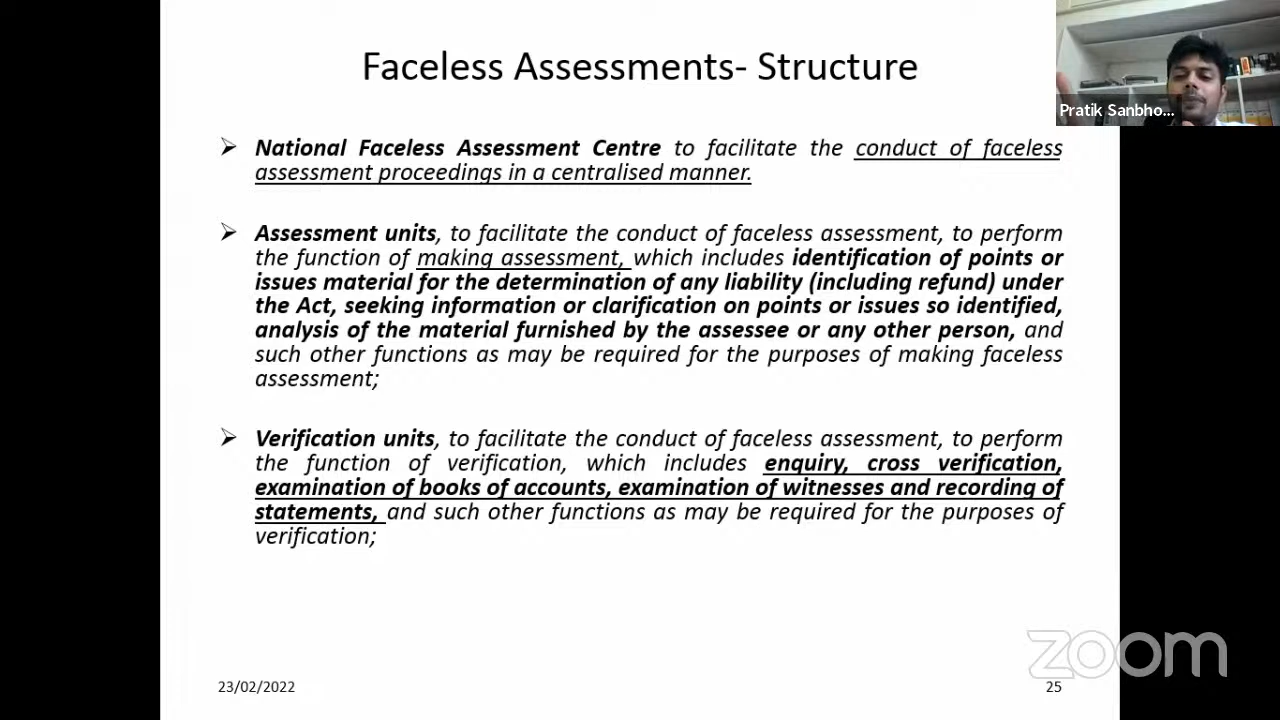 Faceless Assessments- Structure
Pratik Sanbho...
➢ National Faceless Assessment Centre to facilitate the conduct of faceless
assessment proceedings in a centralised manner.
➢ Assessment units, to facilitate the conduct of faceless assessment, to perform
the function of making assessment, which includes identification of points or
issues material for the determination of any liability (including refund) under
the Act, seeking information or clarification on points or issues so identified,
analysis of the material furnished by the assessee or any other person, and
such other functions as may be required for the purposes of making faceless
assessment;
➢ Verification units, to facilitate the conduct of faceless assessment, to perform
the function of verification, which includes enquiry, cross verification,
examination of books of accounts, examination of witnesses and recording of
statements, and such other functions as may be required for the purposes of
verification;
zoom
23/02/2022
25